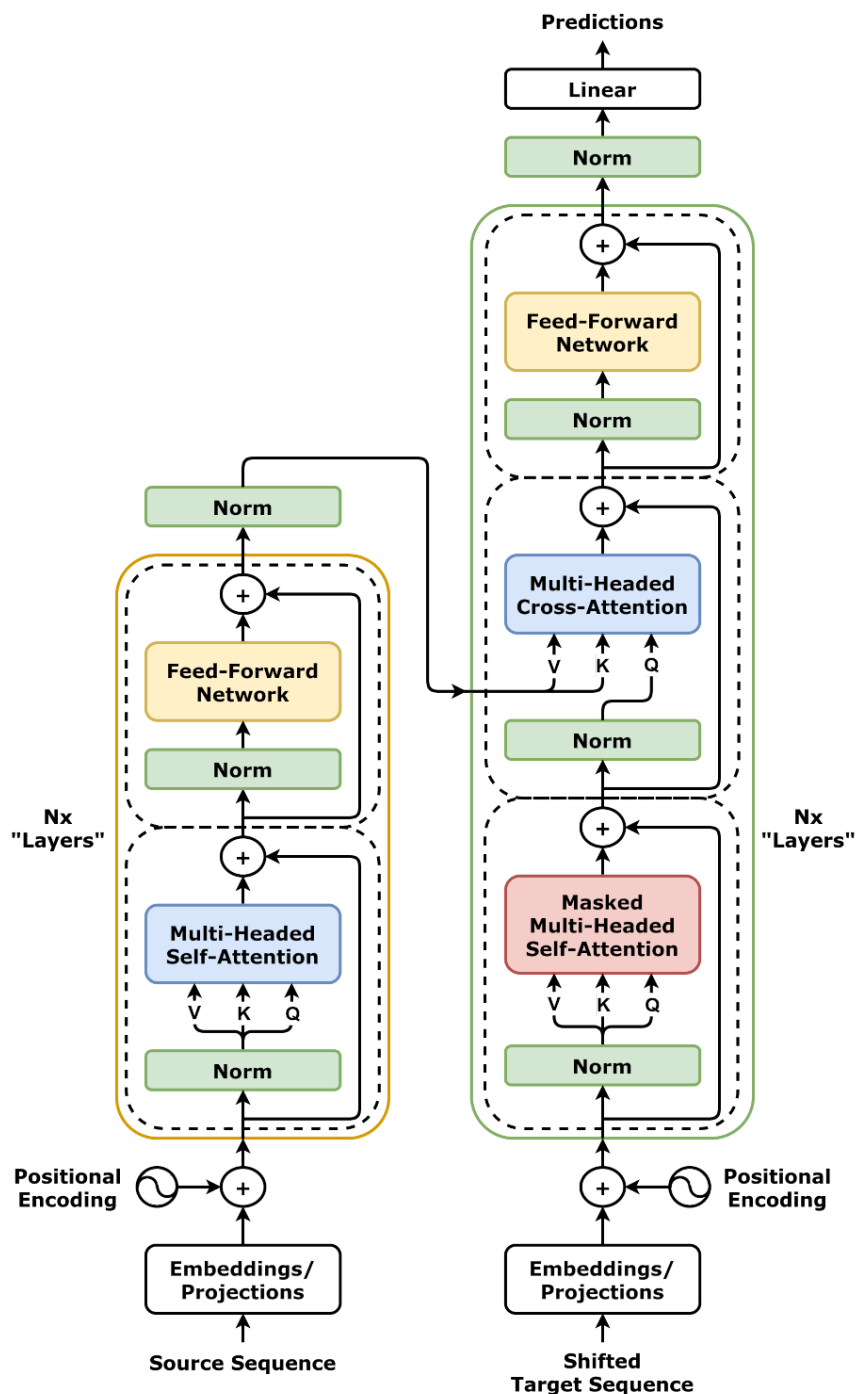 Predictions
Linear
Norm
+
Feed-Forward
Network
Norm
+
Multi-Headed
Cross-Attention
V K Q
Norm
+
Masked
Multi-Headed
Self-Attention
V K Q
Norm
Nx
"Layers"
+
Positional
Encoding
Embeddings/
Projections
Shifted
Target Sequence
Norm
+
Feed-Forward
Network
Norm
+
Multi-Headed
Self-Attention
V K Q
Norm
Nx
"Layers"
Positional
Encoding
+
Embeddings/
Projections
Source Sequence